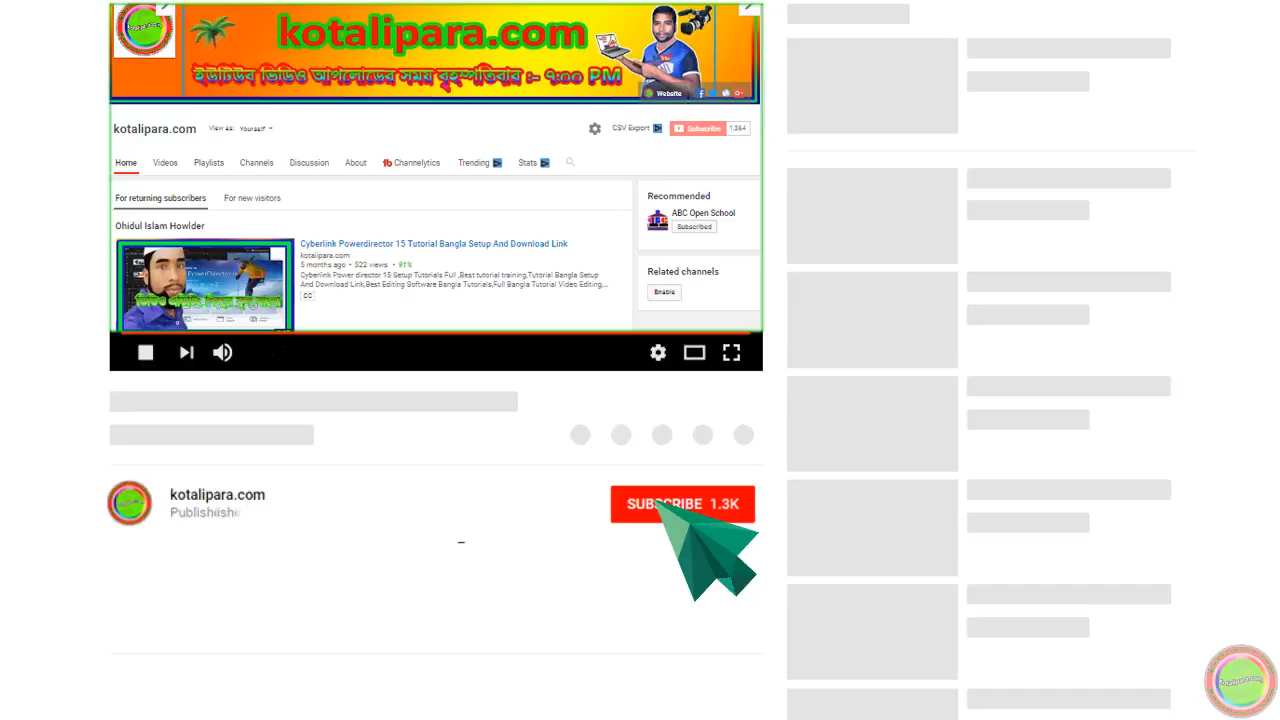 kotalipara.com
ইউটিউব ভিডিও আপলোডের সময় বৃহস্পতিবার :- ৭:০০ PM
Website
kotalipara.com View as: Yourself
CSV Export Subscribe 1,364
Home Videos Playlists Channels Discussion About Channelytics Trending Stats
For returning subscribers For new visitors
Ohidul Islam Howlder
Cyberlink Powerdirector 15 Tutorial Bangla Setup And Download Link
kotalipara.com
5 months ago • 522 views • 91%
Cyberlink Power director 15 Setup Tutorials Full ,Best tutorial training,Tutorial Bangla Setup
And Download Link,Best Editing Software Bangla Tutorials,Full Bangla Tutorial Video Editing,...
CC
Recommended
ABC Open School
Subscribed
Related channels
Enable
kotalipara.com
SUBSCRIBE 1.3K
Kotalipara.com